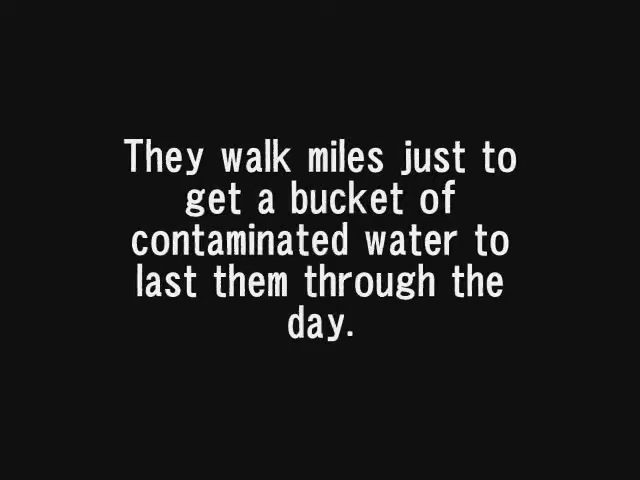 They walk miles just to
get a bucket of
contaminated water to
last them through the
day.